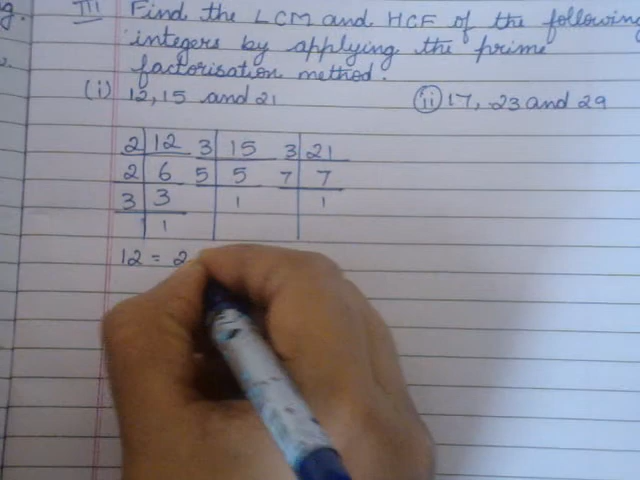 g.
III Find the LCM and HCF of the following
integers by applying the prime
factorisation method.
(i) 12, 15 and 21 (ii) 17, 23 and 29
2 12 3 15 3 21
2 6 5 5 7 7
3 3 1 1
1
12 = 2